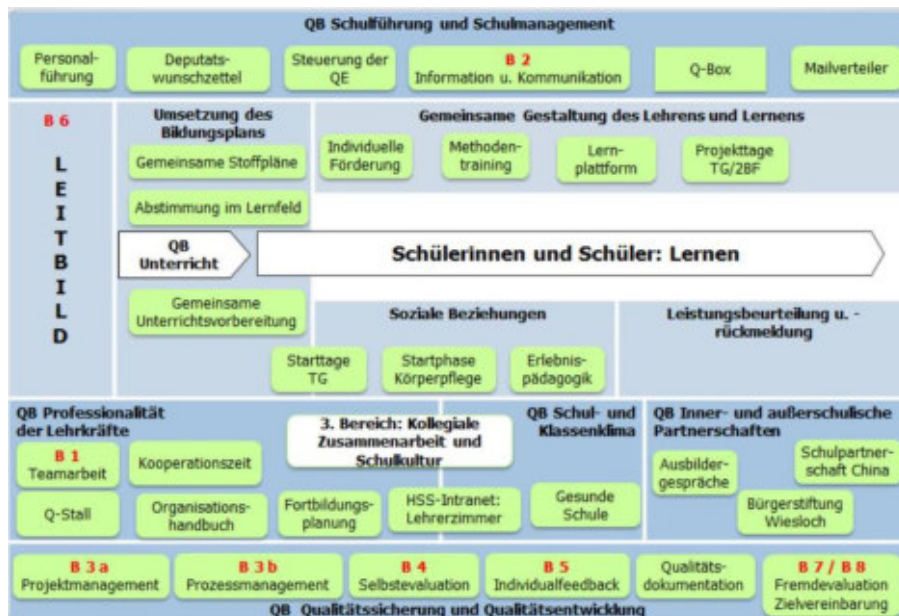 QB Schulführung und Schulmanagement
Personal-
führung
Deputats-
wunschzettel
Steuerung der
QE
B 2
Information u. Kommunikation
Q-Box
Mailverteiler
B 6
L
E
I
T
B
I
L
D
Umsetzung des
Bildungsplans
Gemeinsame Stoffpläne
Abstimmung im Lernfeld
Gemeinsame Gestaltung des Lehrens und Lernens
Individuelle
Förderung
Methoden-
training
Lern-
plattform
Projekttage
TG/2BF
QB
Unterricht
Schülerinnen und Schüler: Lernen
Gemeinsame
Unterrichtsvorbereitung
Soziale Beziehungen
Starttage
TG
Startphase
Körperpflege
Erlebnis-
pädagogik
Leistungsbeurteilung u. -
rückmeldung
QB Professionalität
der Lehrkräfte
B 1
Teamarbeit
Kooperationszeit
3. Bereich: Kollegiale
Zusammenarbeit und
Schulkultur
QB Schul- und
Klassenklima
QB Inner- und außerschulische
Partnerschaften
Ausbilder-
gespräche
Schulpartner-
schaft China
Q-Stall
Organisations-
handbuch
Fortbildungs-
planung
HSS-Intranet:
Lehrerzimmer
Gesunde
Schule
Bürgerstiftung
Wiesloch
B 3a
Projektmanagement
B 3b
Prozessmanagement
B 4
Selbstevaluation
B 5
Individualfeedback
Qualitäts-
dokumentation
B 7 / B 8
Fremdevaluation
Zielvereinbarung
QB Qualitätssicherung und Qualitätsentwicklung